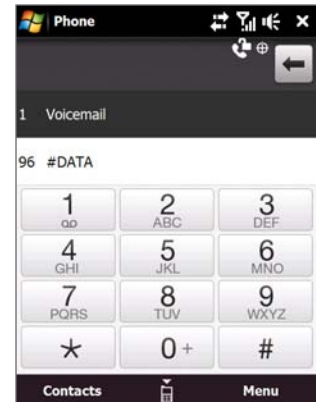 Phone
1 Voicemail
96 #DATA
1 2 3
ABC DEF
4 5 6
GHI JKL MNO
7 8 9
PQRS TUV WXYZ
* 0+ #
Contacts Menu